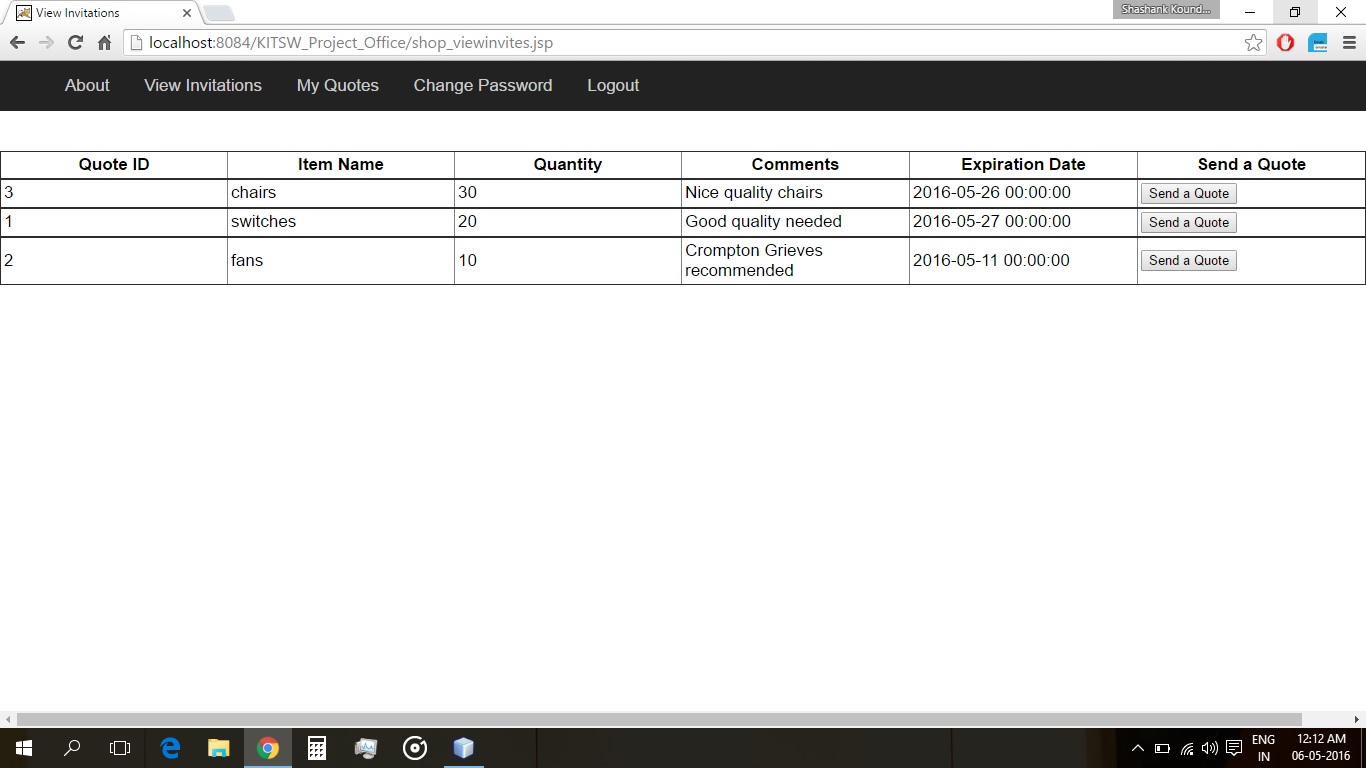 View Invitations
Shashank Kound...
localhost:8084/KITSW_Project_Office/shop_viewinvites.jsp
About View Invitations My Quotes Change Password Logout
Quote ID Item Name Quantity Comments Expiration Date Send a Quote
3 chairs 30 Nice quality chairs 2016-05-26 00:00:00 Send a Quote
1 switches 20 Good quality needed 2016-05-27 00:00:00 Send a Quote
2 fans 10 Crompton Grieves 2016-05-11 00:00:00 Send a Quote
recommended
ENG 12:12 AM
IN 06-05-2016